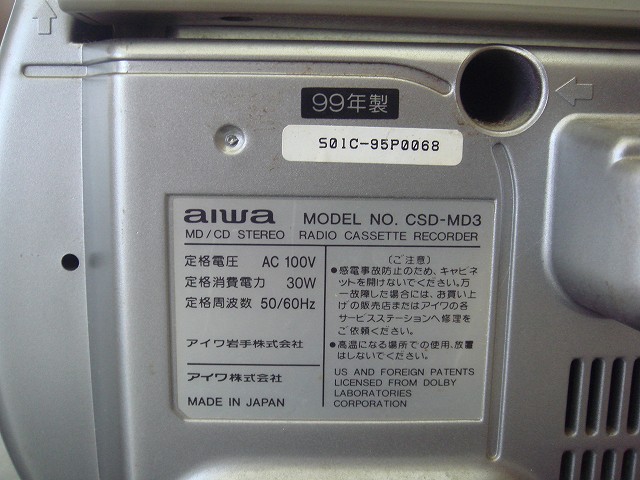 99年製
S01C-95P0068
aiwa MODEL NO. CSD-MD3
MD/CD STEREO RADIO CASSETTE RECORDER
定格電圧 AC 100V
定格消費電力 30W
定格周波数 50/60Hz
アイワ岩手株式会社
アイワ株式会社
MADE IN JAPAN
(ご注意)
●感電事故防止のため、キャビネ
ットを開けないでください。万
一故障した場合には、お買い上
げの販売店またはアイワの各
サービスステーションへ修理を
ご依頼ください。
●高温になる場所での使用、放置
はしないでください。
US AND FOREIGN PATENTS
LICENSED FROM DOLBY
LABORATORIES
CORPORATION